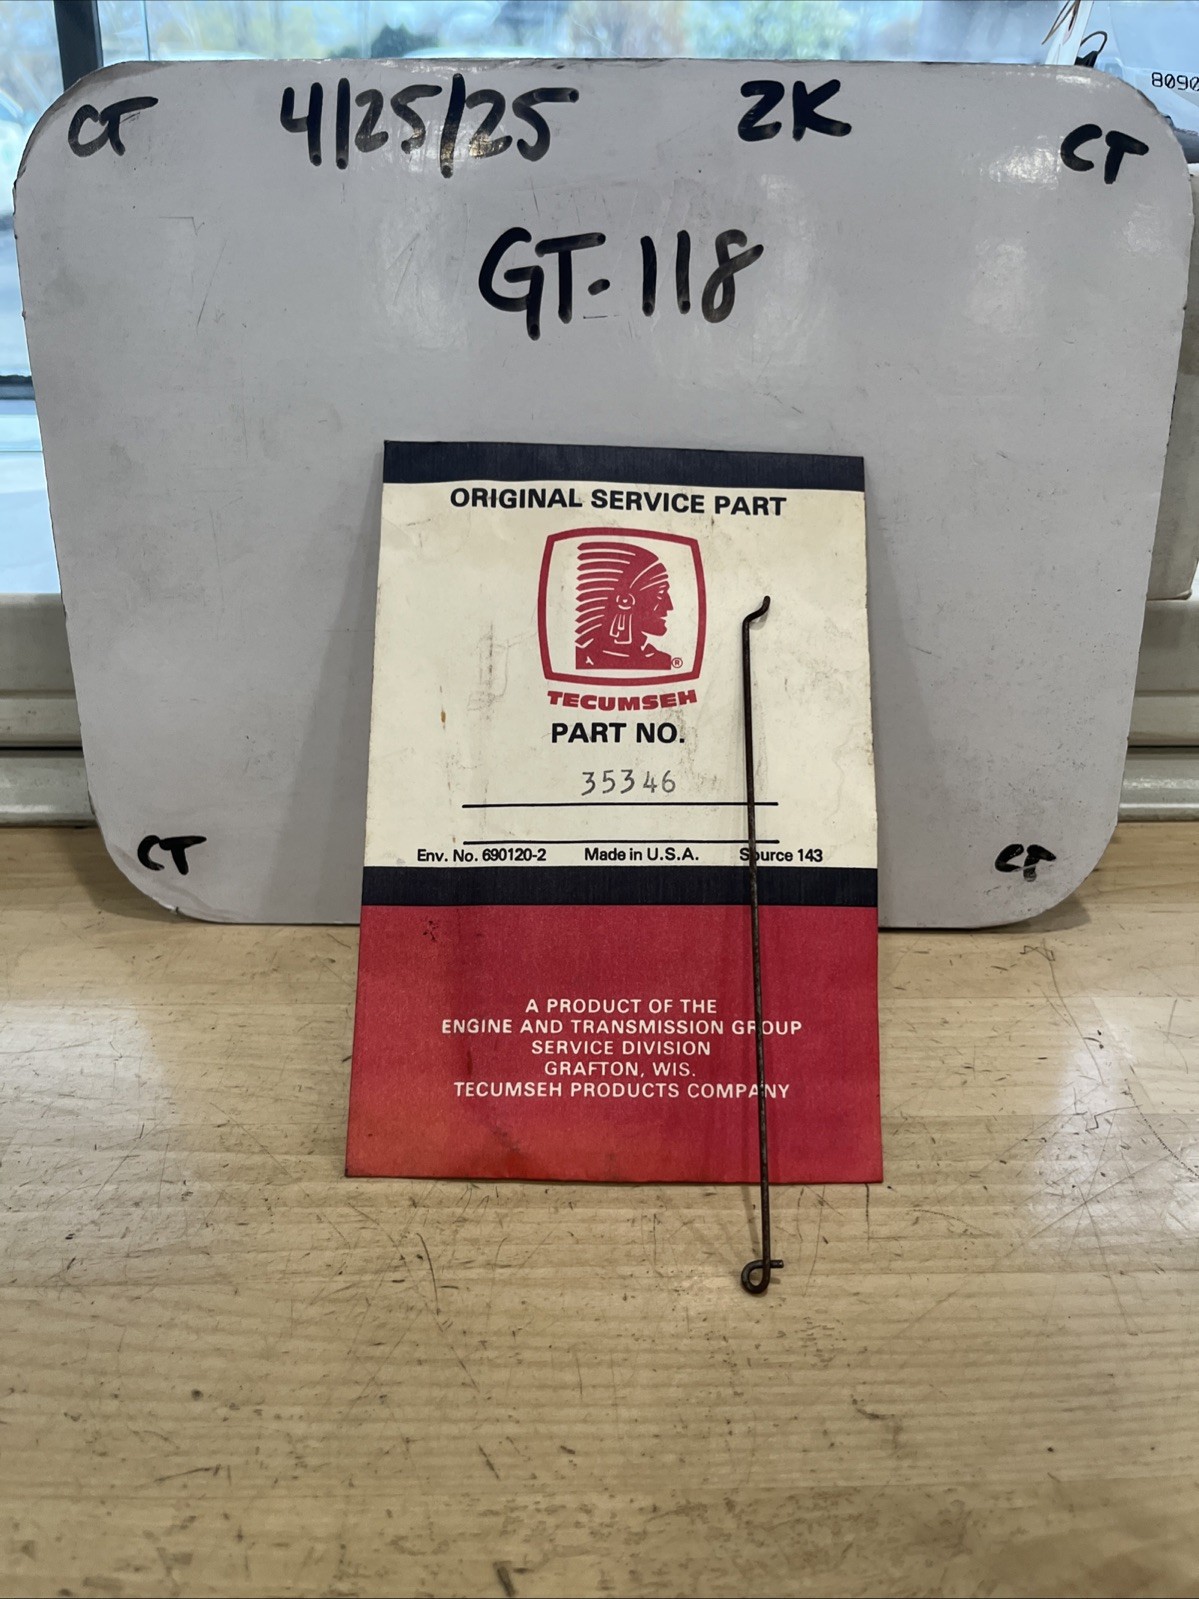 8090
CT 4/25/25 2K CT
GT-118
ORIGINAL SERVICE PART
®
TECUMSEH
PART NO.
35346
Env. No. 690120-2 Made in U.S.A. Source 143
CT CT
A PRODUCT OF THE
ENGINE AND TRANSMISSION GROUP
SERVICE DIVISION
GRAFTON, WIS.
TECUMSEH PRODUCTS COMPANY